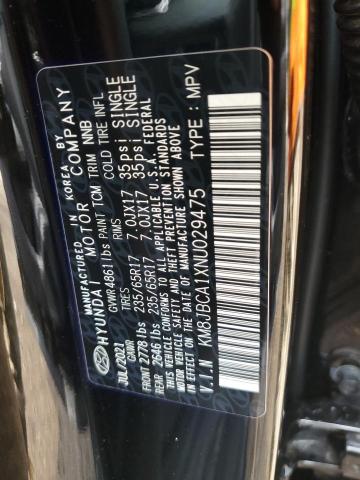 MANUFACTURED IN KOREA BY
HYUNDAI MOTOR COMPANY
JUL/2021 GVWR 4861 lbs PAINT TCM TRIM NNB
GAWR TIRES RIMS COLD TIRE INFL
FRONT 2778 lbs 235/65R17 7.0JX17 35psi SINGLE
REAR 2646 lbs 235/65R17 7.0JX17 35psi SINGLE
THIS VEHICLE CONFORMS TO ALL APPLICABLE U.S.A. FEDERAL
MOTOR VEHICLE SAFETY AND THEFT PREVENTION STANDARDS
IN EFFECT ON THE DATE OF MANUFACTURE SHOWN ABOVE
V.I.N KM8JBCA1XNU029475 TYPE : MPV